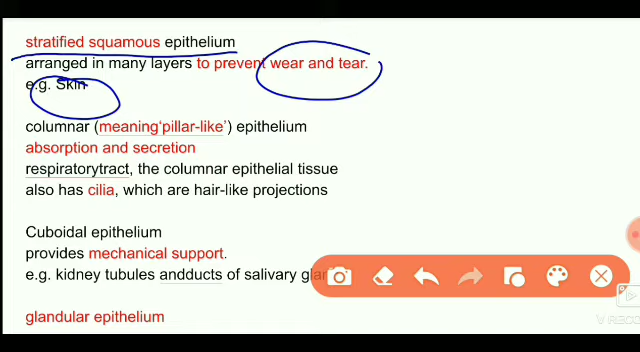 stratified squamous epithelium
arranged in many layers to prevent wear and tear.
e.g. Skin
columnar (meaning‘pillar-like’) epithelium
absorption and secretion
respiratorytract, the columnar epithelial tissue
also has cilia, which are hair-like projections
Cuboidal epithelium
provides mechanical support.
e.g. kidney tubules andducts of salivary
glandular epithelium